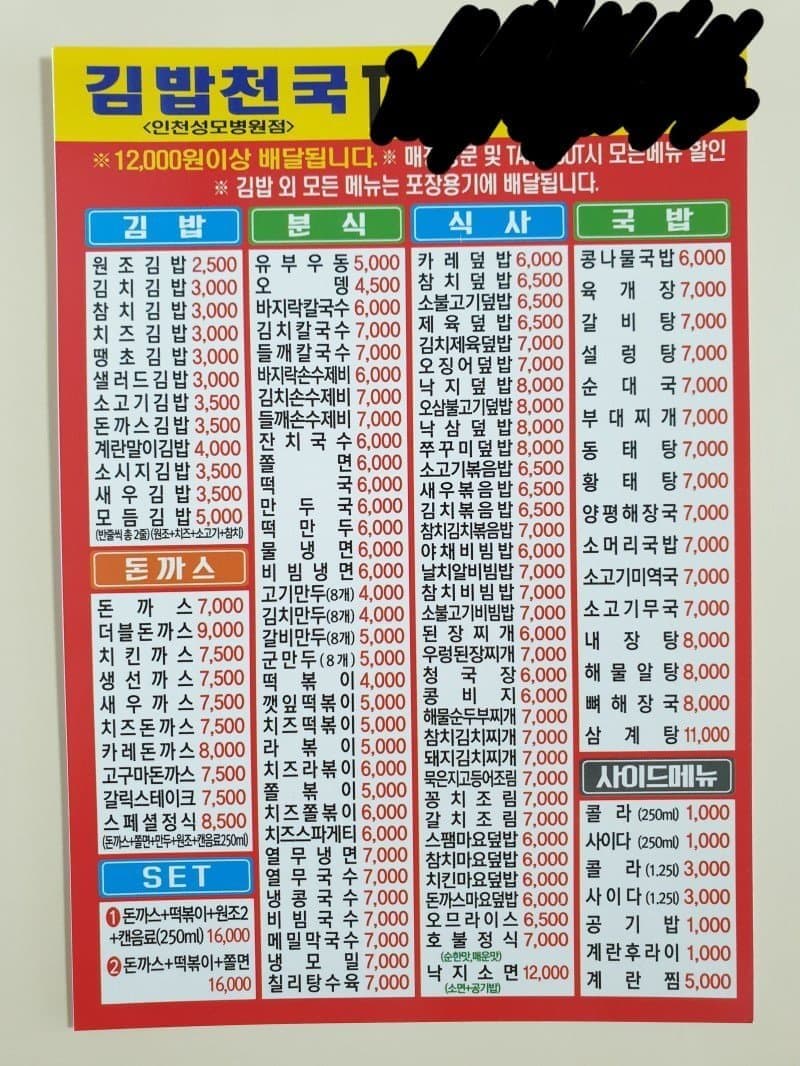 김밥천국
<인천성모병원점>
※ 12,000원이상 배달됩니다. ※ 및 모든메뉴 할인
※ 김밥 외 모든 메뉴는 포장용기에 배달됩니다.
김밥
원조김밥 2,500
김치김밥 3,000
참치김밥 3,000
치즈김밥 3,000
땡초김밥 3,000
샐러드김밥 3,000
소고기김밥 3,500
돈까스김밥 3,500
계란말이김밥 4,000
소시지김밥 3,500
새우김밥 3,500
모듬김밥 5,000
(반줄씩 총 2줄) (원조+치즈+소고기+참치)
돈까스
돈까스 7,000
더블돈까스 9,000
치킨까스 7,500
생선까스 7,500
새우까스 7,500
치즈돈까스 7,500
카레돈까스 8,000
고구마돈까스 7,500
갈릭스테이크 7,500
스페셜정식 8,500
(돈까스+쫄면+만두+원조+캔음료250ml)
SET
1 돈까스+떡볶이+원조2
+캔음료(250ml) 16,000
2 돈까스+떡볶이+쫄면
16,000
분식
유부우동 5,000
오뎅 4,500
바지락칼국수 6,000
김치칼국수 7,000
들깨칼국수 7,000
바지락손수제비 6,000
김치손수제비 7,000
들깨손수제비 7,000
잔치국수 6,000
쫄면 6,000
떡국 6,000
만두국 6,000
떡만두 6,000
물냉면 6,000
비빔냉면 6,000
고기만두(8개) 4,000
김치만두(8개) 4,000
갈비만두(8개) 5,000
군만두(8개) 5,000
떡볶이 4,000
깻잎떡볶이 5,000
치즈떡볶이 5,000
라볶이 5,000
치즈라볶이 6,000
쫄볶이 5,000
치즈쫄볶이 6,000
치즈스파게티 6,000
열무냉면 7,000
열무국수 7,000
냉콩국수 7,000
비빔국수 7,000
메밀막국수 7,000
냉모밀 7,000
칠리탕수육 7,000
식사
카레덮밥 6,000
참치덮밥 6,500
소불고기덮밥 6,500
제육덮밥 6,500
김치제육덮밥 7,000
오징어덮밥 7,000
낙지덮밥 8,000
오삼불고기덮밥 8,000
낙삼덮밥 8,000
쭈꾸미덮밥 8,000
소고기볶음밥 6,500
새우볶음밥 6,500
김치볶음밥 6,500
참치김치볶음밥 7,000
야채비빔밥 6,000
날치알비빔밥 7,000
참치비빔밥 7,000
소불고기비빔밥 7,000
된장찌개 6,000
우렁된장찌개 7,000
청국장 6,000
콩비지 6,000
해물순두부찌개 7,000
참치김치찌개 7,000
돼지김치찌개 7,000
묵은지고등어조림 7,000
꽁치조림 7,000
갈치조림 7,000
스팸마요덮밥 6,000
참치마요덮밥 6,000
치킨마요덮밥 6,000
돈까스마요덮밥 6,000
오므라이스 6,500
호불정식 7,000
(순한맛,매운맛)
낙지소면 12,000
(소면+공기밥)
국밥
콩나물국밥 6,000
육개장 7,000
갈비탕 7,000
설렁탕 7,000
순대국 7,000
부대찌개 7,000
동태탕 7,000
황태탕 7,000
양평해장국 7,000
소머리국밥 7,000
소고기미역국 7,000
소고기무국 7,000
내장탕 8,000
해물알탕 8,000
뼈해장국 8,000
삼계탕 11,000
사이드메뉴
콜라 (250ml) 1,000
사이다 (250ml) 1,000
콜라 (1.25l) 3,000
사이다 (1.25l) 3,000
공기밥 1,000
계란후라이 1,000
계란찜 5,000